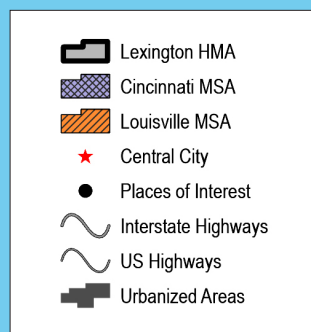 Lexington HMA
Cincinnati MSA
Louisville MSA
Central City
Places of Interest
Interstate Highways
US Highways
Urbanized Areas